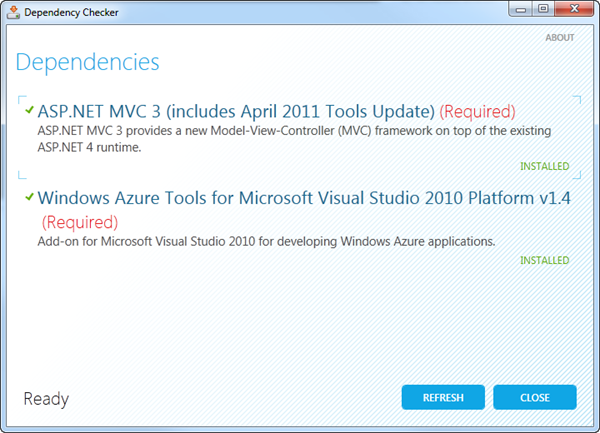 Dependency Checker
ABOUT
Dependencies
ASP.NET MVC 3 (includes April 2011 Tools Update) (Required)
ASP.NET MVC 3 provides a new Model-View-Controller (MVC) framework on top of the existing
ASP.NET 4 runtime.
INSTALLED
Windows Azure Tools for Microsoft Visual Studio 2010 Platform v1.4
(Required)
Add-on for Microsoft Visual Studio 2010 for developing Windows Azure applications.
INSTALLED
Ready
REFRESH
CLOSE